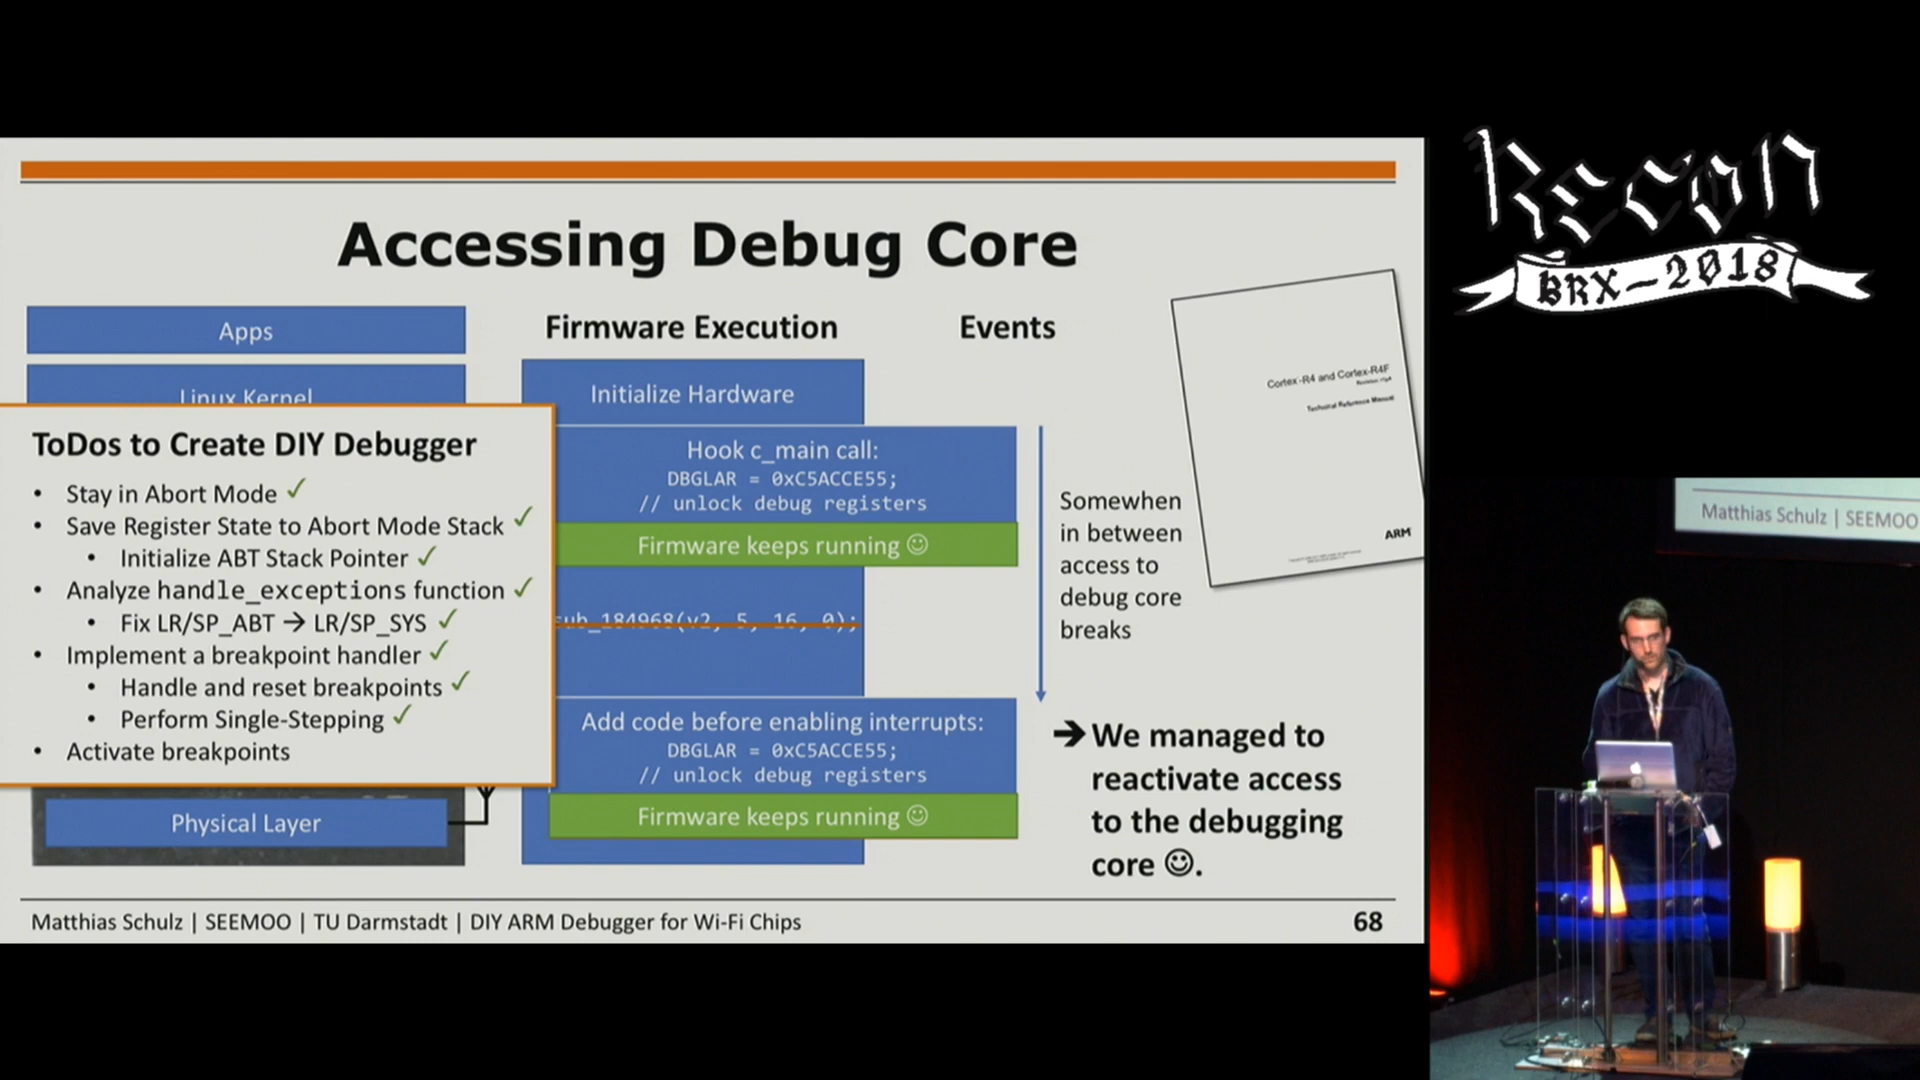 Recon
BRX-2018
Accessing Debug Core
Apps
Linux Kernel
ToDos to Create DIY Debugger
• Stay in Abort Mode ✓
• Save Register State to Abort Mode Stack ✓
• Initialize ABT Stack Pointer ✓
• Analyze handle_exceptions function ✓
• Fix LR/SP_ABT → LR/SP_SYS ✓
• Implement a breakpoint handler ✓
• Handle and reset breakpoints ✓
• Perform Single-Stepping ✓
• Activate breakpoints
Physical Layer
Firmware Execution
Initialize Hardware
Hook c_main call:
DBGLAR = 0xC5ACCE55;
// unlock debug registers
Firmware keeps running ☺
sub_184968(v2, 5, 16, 0);
Add code before enabling interrupts:
DBGLAR = 0xC5ACCE55;
// unlock debug registers
Firmware keeps running ☺
Events
Somewhen
in between
access to
debug core
breaks
→ We managed to
reactivate access
to the debugging
core ☺.
Cortex-R4 and Cortex-R4F
Technical Reference Manual
ARM
Matthias Schulz | SEEMOO | TU Darmstadt | DIY ARM Debugger for Wi-Fi Chips
68
Matthias Schulz | SEEMOO